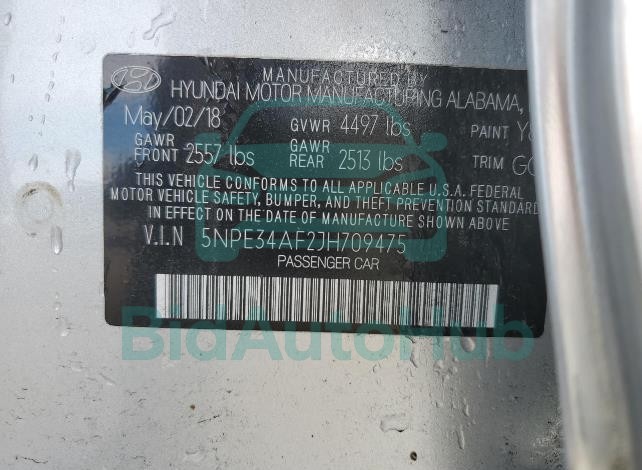 MANUFACTURED BY
HYUNDAI MOTOR MANUFACTURING ALABAMA,
May/02/18 GVWR 4497 lbs PAINT
GAWR FRONT 2557 lbs GAWR REAR 2513 lbs TRIM
THIS VEHICLE CONFORMS TO ALL APPLICABLE U.S.A. FEDERAL
MOTOR VEHICLE SAFETY, BUMPER, AND THEFT PREVENTION STANDARD
IN EFFECT ON THE DATE OF MANUFACTURE SHOWN ABOVE
V.I.N 5NPE34AF2JH709475
PASSENGER CAR
BidAutoHub